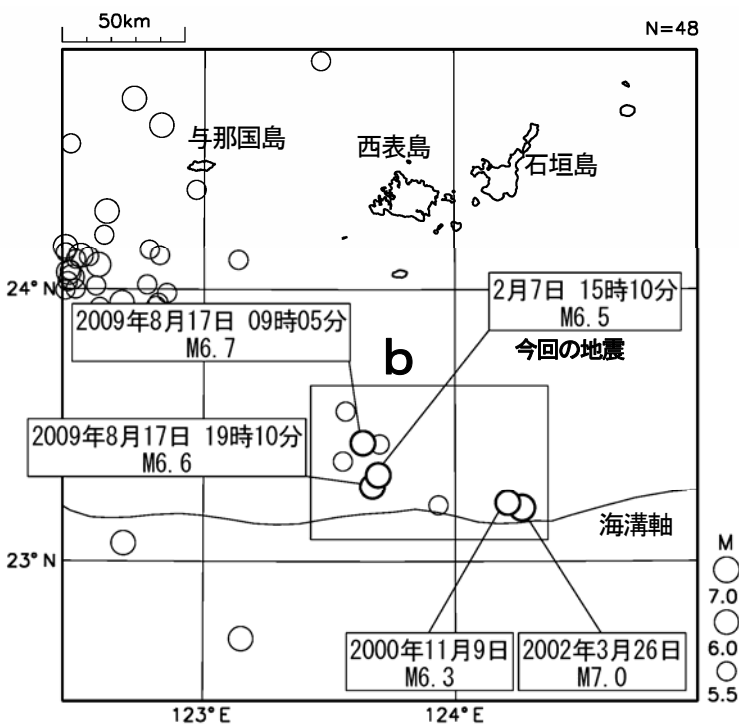 50km
N=48
与那国島
西表島
石垣島
24°N
2月7日 15時10分
M6.5
今回の地震
2009年8月17日 09時05分
M6.7
b
2009年8月17日 19時10分
M6.6
海溝軸
23°N
M
7.0
6.0
5.5
2000年11月9日
M6.3
2002年3月26日
M7.0
123°E
124°E